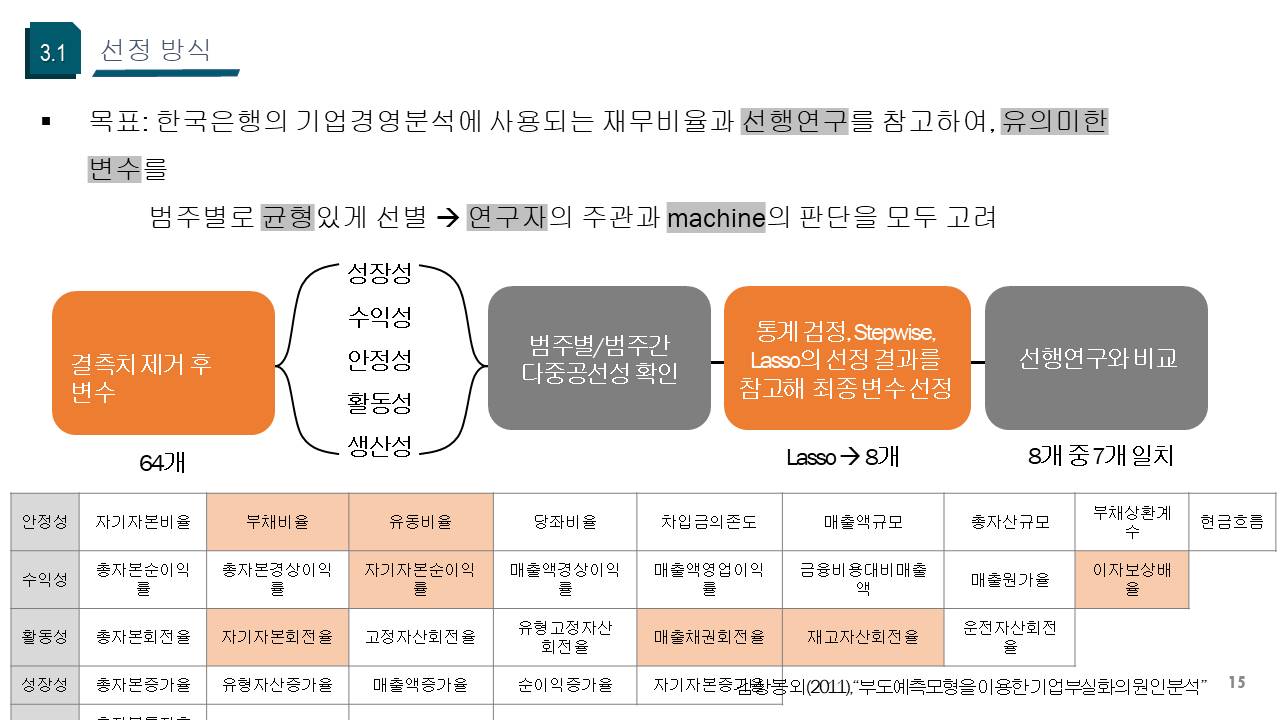 3.1
선정 방식
▪ 목표: 한국은행의 기업경영분석에 사용되는 재무비율과 선행연구를 참고하여, 유의미한
변수를
범주별로 균형있게 선별 → 연구자의 주관과 machine의 판단을 모두 고려
결측치 제거 후
변수
64개
성장성
수익성
안정성
활동성
생산성
범주별/범주간
다중공선성 확인
통계 검정, Stepwise,
Lasso의 선정 결과를
참고해 최종 변수 선정
Lasso → 8개
선행연구와 비교
8개 중 7개 일치
안정성 자기자본비율 부채비율 유동비율 당좌비율 차입금의존도 매출액규모 총자산규모 부채상환계 현금흐름
수
수익성 총자본순이익 총자본경상이익 자기자본순이익 매출액경상이익 매출액영업이익 금융비용대비매출 매출원가율 이자보상배
률 률 률 률 률 액 율
활동성 총자본회전율 자기자본회전율 고정자산회전율 유형고정자산 매출채권회전율 재고자산회전율 운전자산회전
회전율 율
성장성 총자본증가율 유형자산증가율 매출액증가율 순이익증가율 자기자본증가율
외(2011),“부도예측모형을 이용한 기업부실화의 원인분석”
15